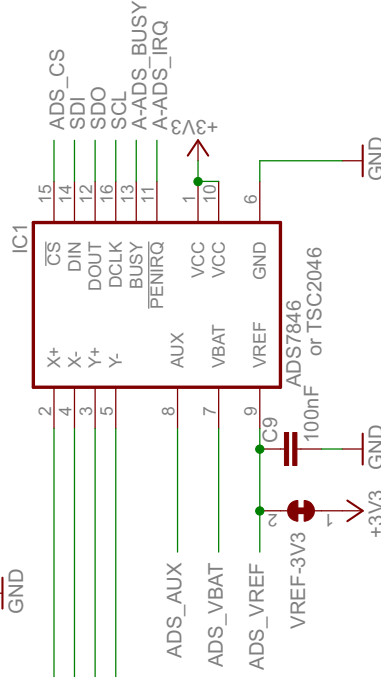 ADS_CS
SDI
SDO
SCL
A-ADS_BUSY
A-ADS_IRQ
+3V3
GND
15
14
12
16
13
11
1
10
6
IC1
CS
DIN
DOUT
DCLK
BUSY
PENIRQ
VCC
VCC
GND
X+
X-
Y+
Y-
AUX
VBAT
VREF
ADS7846
or TSC2046
2
4
3
5
8
7
9
C9
100nF
GND
ADS_AUX
ADS_VBAT
ADS_VREF
2
1
VREF-3V3
+3V3
GND